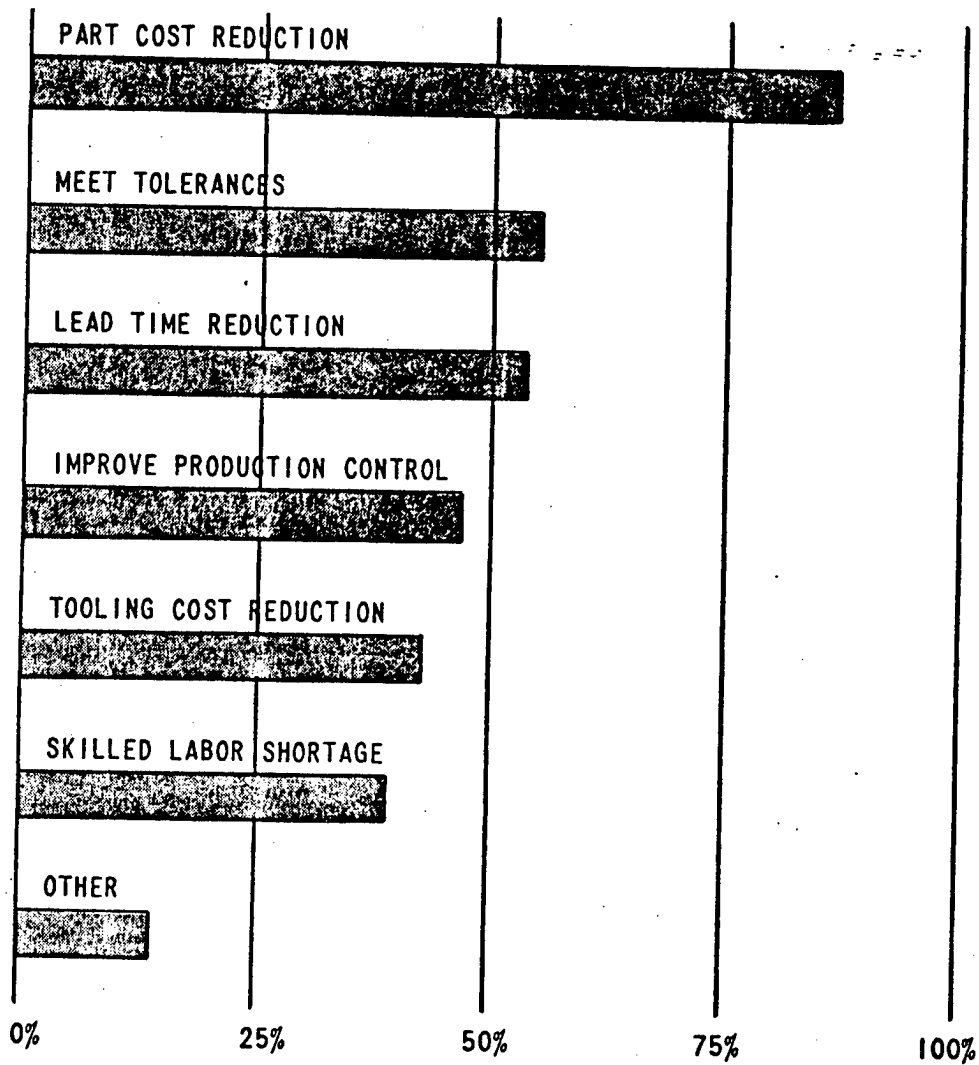 PART COST REDUCTION
MEET TOLERANCES
LEAD TIME REDUCTION
IMPROVE PRODUCTION CONTROL
TOOLING COST REDUCTION
SKILLED LABOR SHORTAGE
OTHER
0% 25% 50% 75% 100%